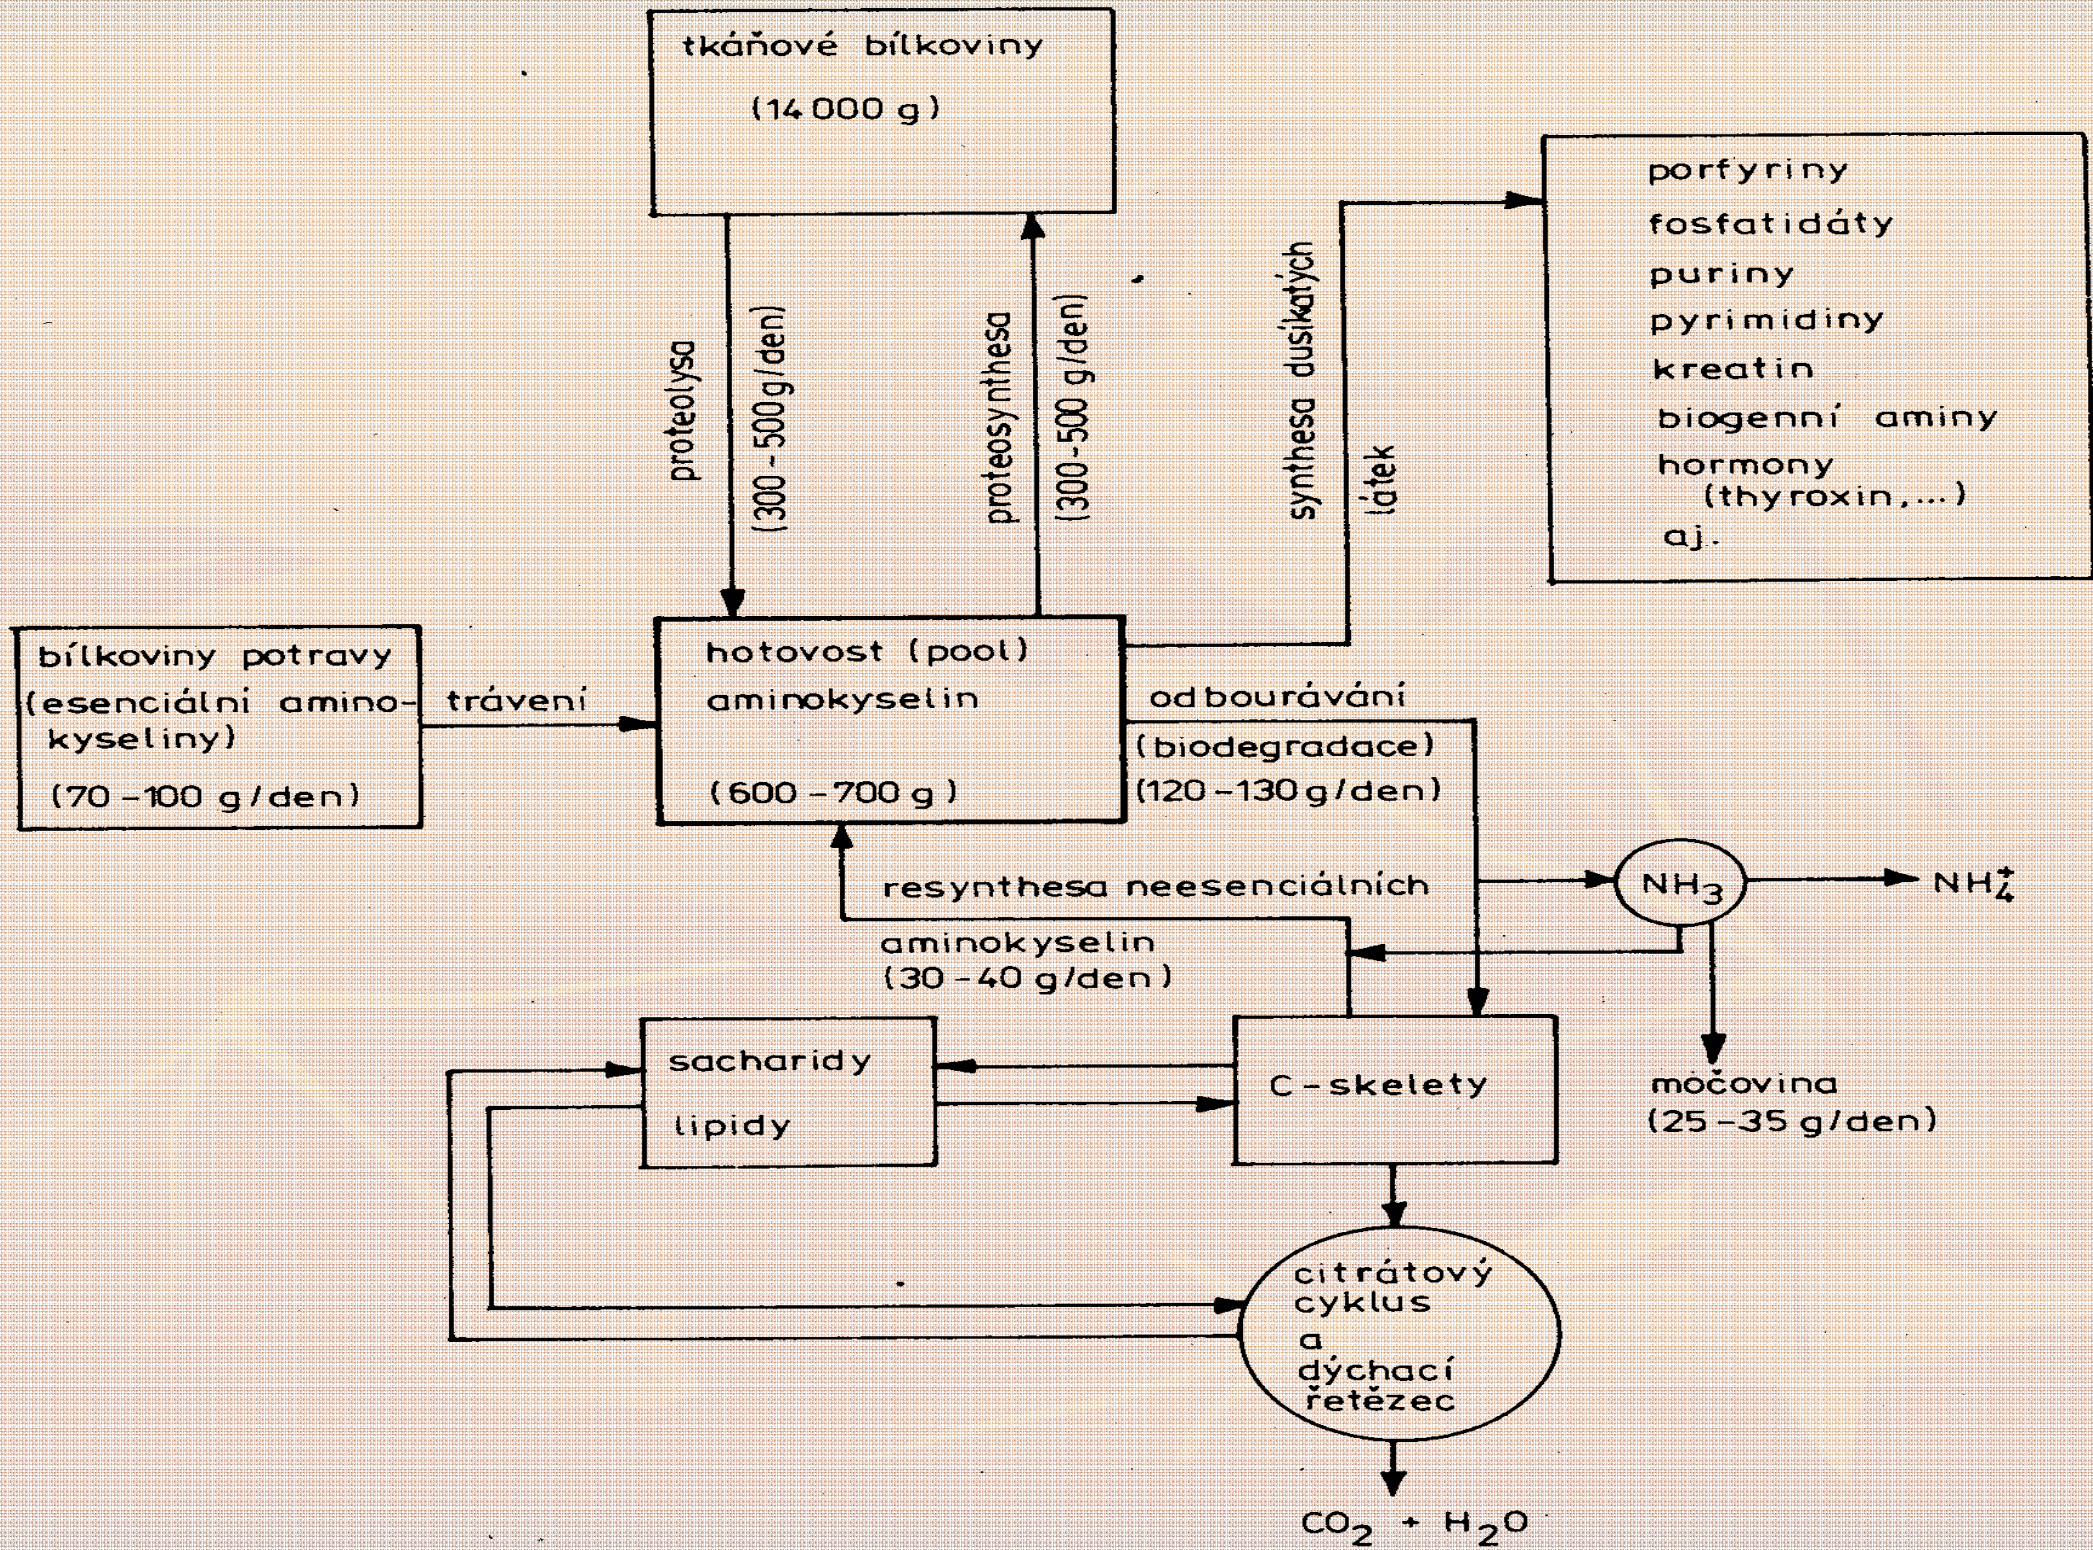 tkáňové bílkoviny
(14 000 g)
porfyriny
fosfatidáty
puriny
pyrimidiny
kreatin
biogenní aminy
hormony
(thyroxin,...)
aj.
proteolysa
(300-500g/den)
proteosynthesa
(300-500 g/den)
synthesa dusíkatých
látek
bílkoviny potravy
(esenciální amino-
kyseliny)
(70-100 g/den)
trávení
hotovost (pool)
aminokyselin
(600-700 g)
odbourávání
(biodegradace)
(120-130g/den)
resynthesa neesenciálních
aminokyselin
(30-40 g/den)
NH3
NH4+
močovina
(25-35 g/den)
sacharidy
lipidy
C-skelety
citrátový
cyklus
a
dýchací
řetězec
CO2 + H2O